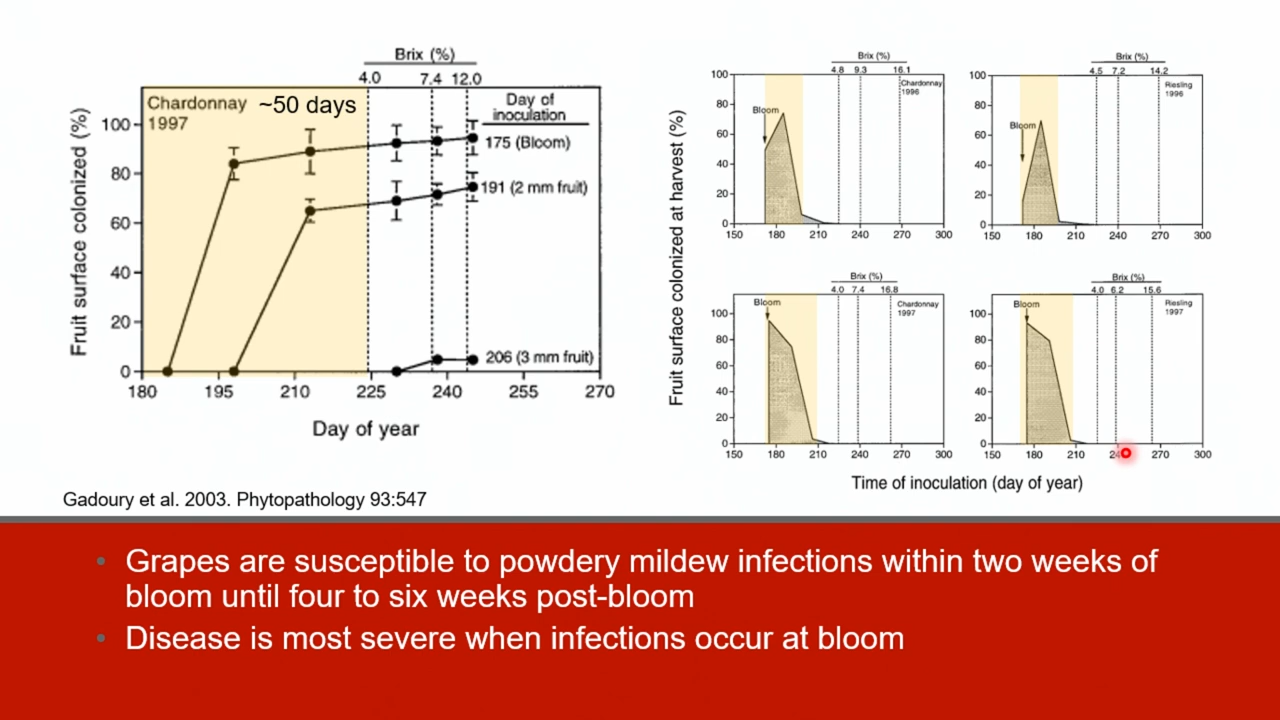 Brix (%)
4.0 7.4 12.0
Chardonnay ~50 days
1997
Day of
inoculation
175 (Bloom)
191 (2 mm fruit)
206 (3 mm fruit)
Fruit surface colonized (%)
100
80
60
40
20
0
180 195 210 225 240 255 270
Day of year
Fruit surface colonized at harvest (%)
Brix (%)
4.8 9.3 16.1
Chardonnay
1996
Bloom
100
80
60
40
20
0
150 180 210 240 270 300
Brix (%)
4.5 7.2 14.2
Riesling
1996
Bloom
100
80
60
40
20
0
150 180 210 240 270 300
Brix (%)
4.0 7.4 16.8
Bloom
Chardonnay
1997
100
80
60
40
20
0
150 180 210 240 270 300
Brix (%)
4.0 6.2 15.6
Bloom
Riesling
1997
100
80
60
40
20
0
150 180 210 270 300
Time of inoculation (day of year)
Gadoury et al. 2003. Phytopathology 93:547
• Grapes are susceptible to powdery mildew infections within two weeks of
bloom until four to six weeks post-bloom
• Disease is most severe when infections occur at bloom